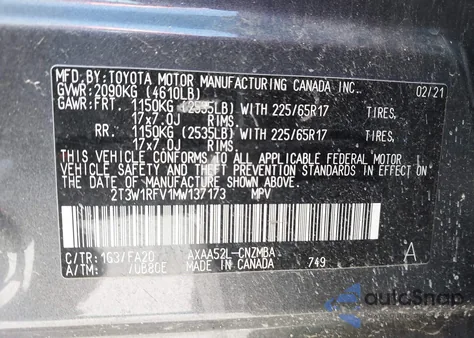 MFD. BY: TOYOTA MOTOR MANUFACTURING CANADA INC. 02/21
GVWR: 2090KG (4610LB)
GAWR: FRT. 1150KG (2535LB) WITH 225/65R17 TIRES,
17x7.0J RIMS,
RR. 1150KG (2535LB) WITH 225/65R17 TIRES,
17x7.0J RIMS,
THIS VEHICLE CONFORMS TO ALL APPLICABLE FEDERAL MOTOR
VEHICLE SAFETY AND THEFT PREVENTION STANDARDS IN EFFECT
ON THE DATE OF MANUFACTURE SHOWN ABOVE.
2T3W1RFV1MW137173 MPV
C/TR: 1G3/FA20 AXAA52L-CNZMBA
A/TM: /UB80E MADE IN CANADA 749 A
AutoSnap